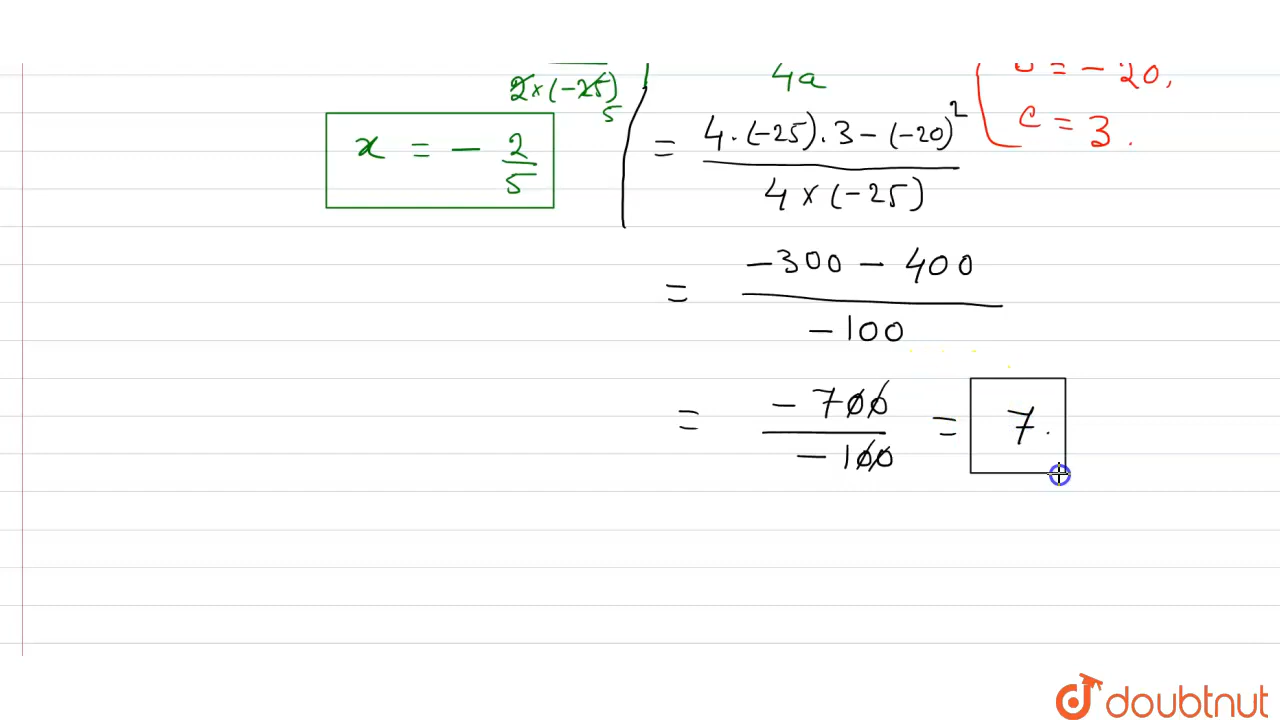 2×(-25)
5
x = - 2/5
4a
= 4·(-25)·3-(-20)² / 4×(-25)
= -300 - 400 / -100
= -700 / -100 = 7.
= - 20,
c = 3.
doubtnut